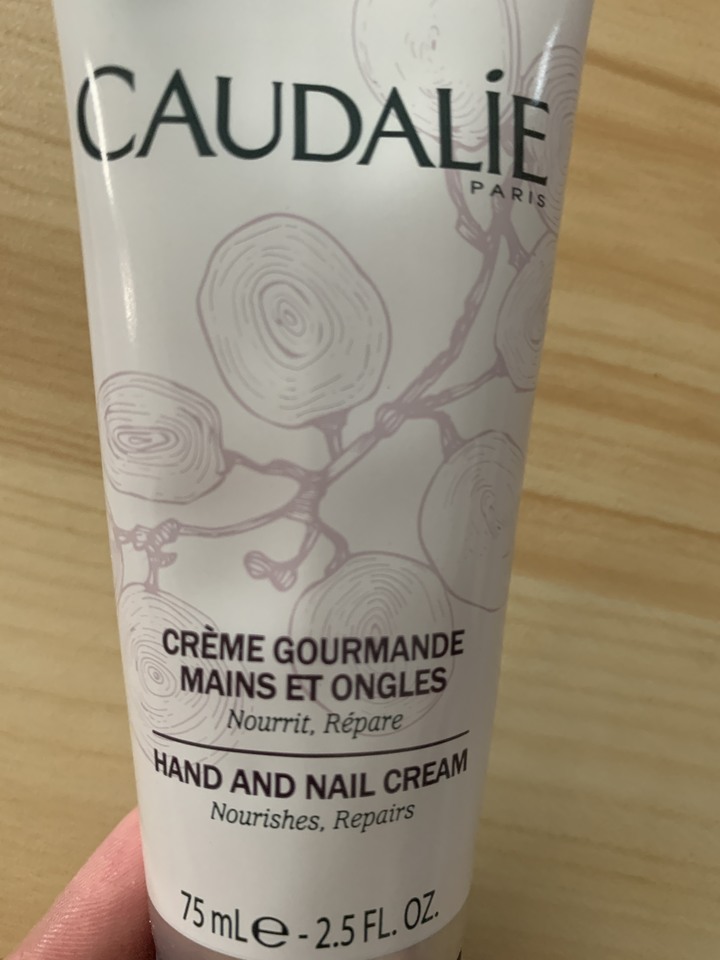 CAUDALÍE
PARIS
CRÈME GOURMANDE
MAINS ET ONGLES
Nourrit, Répare
HAND AND NAIL CREAM
Nourishes, Repairs
75 mL℮ - 2.5 FL. OZ.